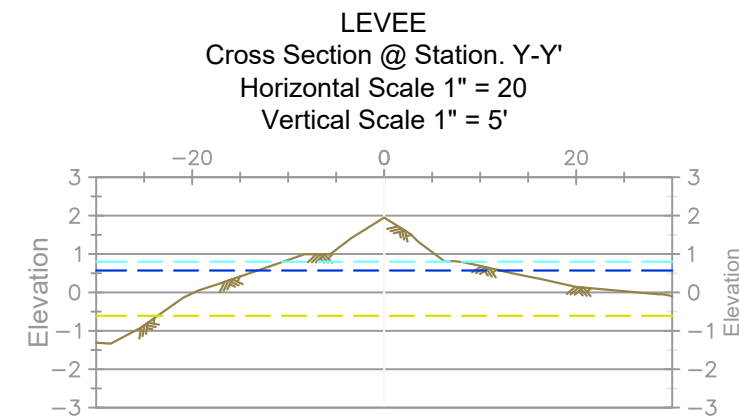 LEVEE
Cross Section @ Station. Y-Y'
Horizontal Scale 1" = 20
Vertical Scale 1" = 5'
−20 0 20
3 3
2 2
1 1
0 0
−1 −1
−2 −2
−3 −3
Elevation
Elevation